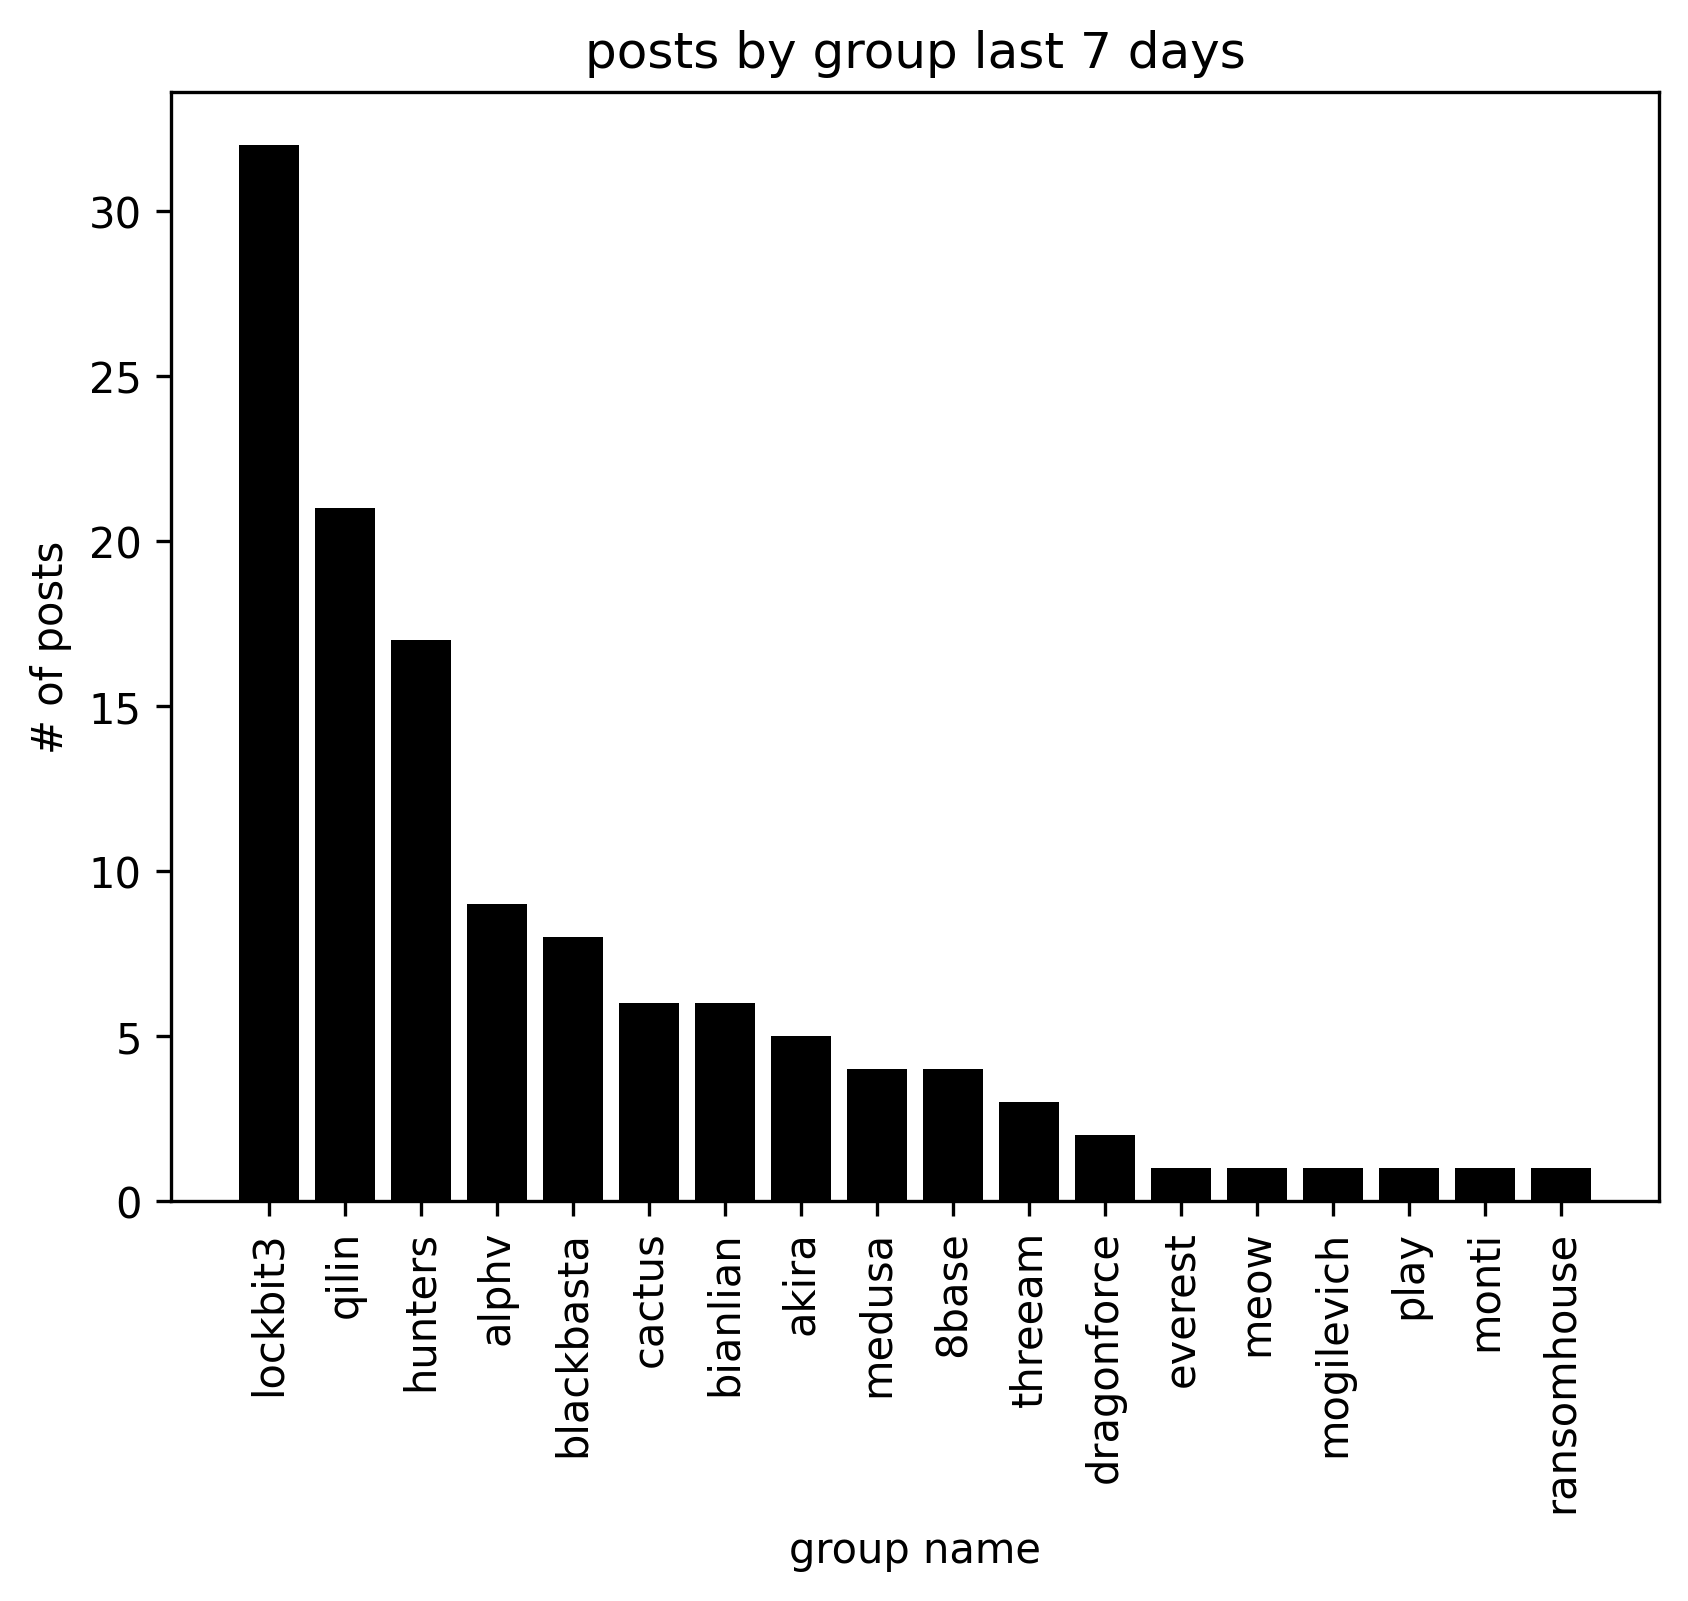 posts by group last 7 days
# of posts
30
25
20
15
10
5
0
lockbit3
qilin
hunters
alphv
blackbasta
cactus
bianlian
akira
medusa
8base
threeam
dragonforce
everest
meow
mogilevich
play
monti
ransomhouse
group name